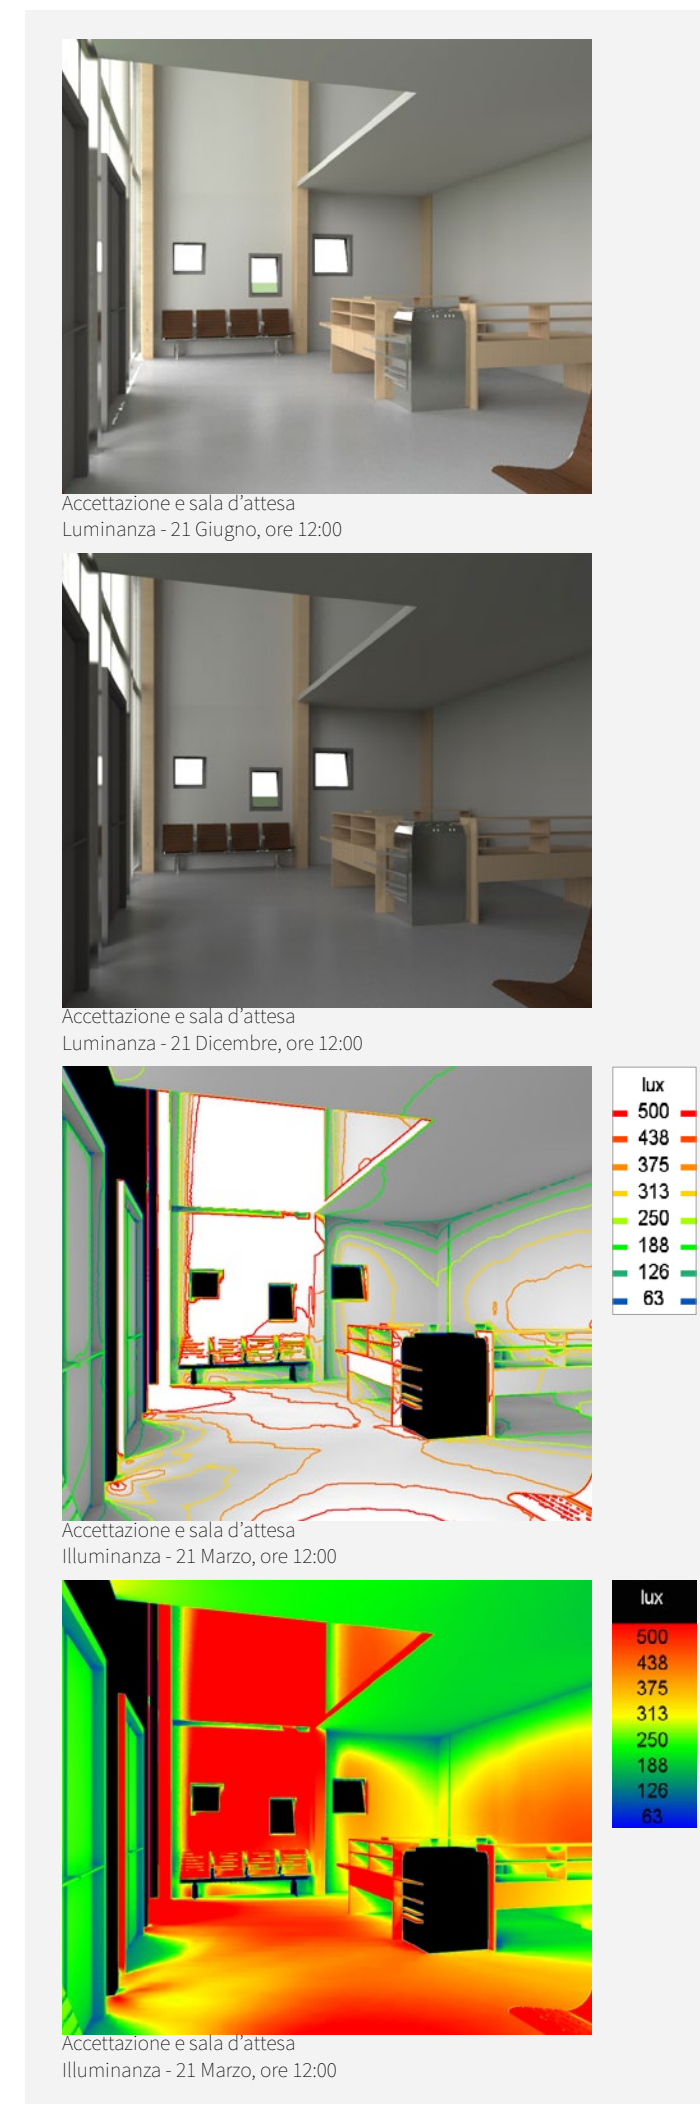 Accettazione e sala d'attesa
Luminanza - 21 Giugno, ore 12:00
Accettazione e sala d'attesa
Luminanza - 21 Dicembre, ore 12:00
lux
500
438
375
313
250
188
126
63
Accettazione e sala d'attesa
Illuminanza - 21 Marzo, ore 12:00
lux
500
438
375
313
250
188
126
63
Accettazione e sala d'attesa
Illuminanza - 21 Marzo, ore 12:00